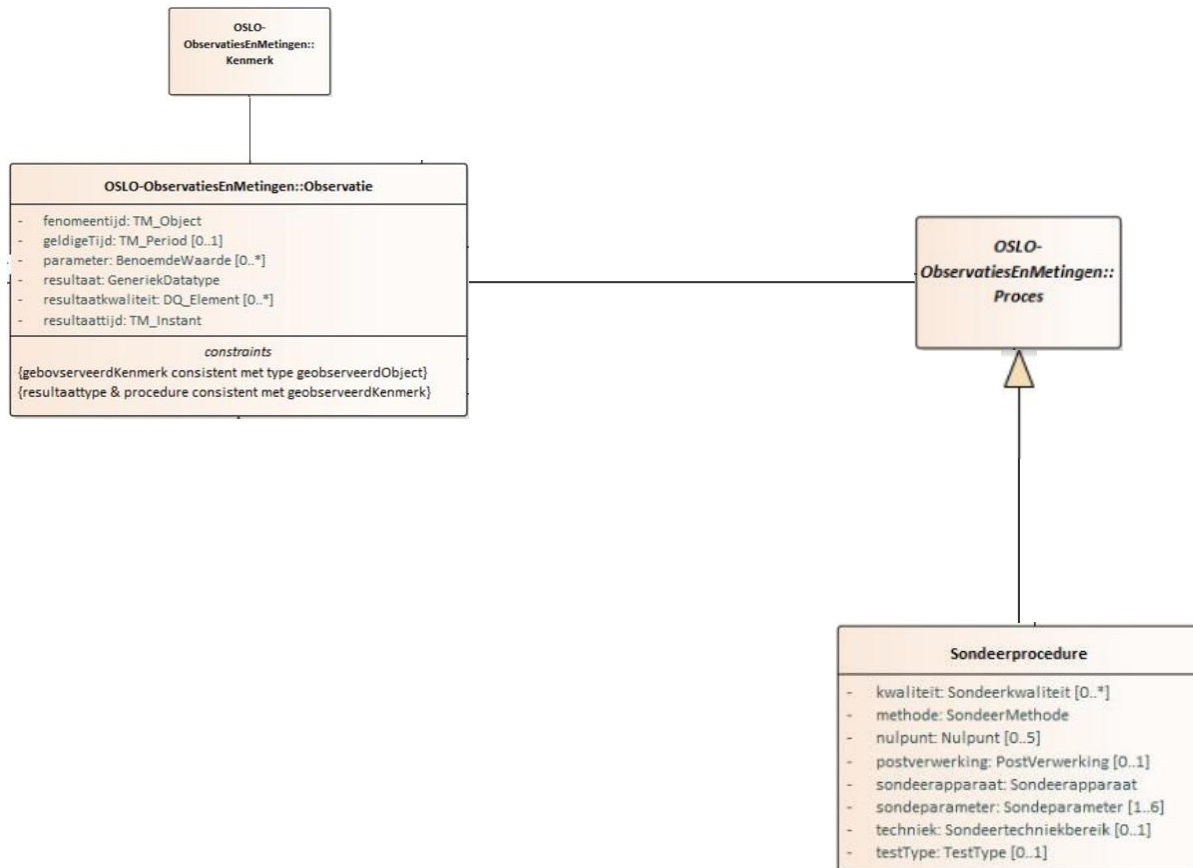 OSLO-
ObservatiesEnMetingen::
Kenmerk
OSLO-ObservatiesEnMetingen::Observatie
- fenomeentijd: TM_Object
- geldigeTijd: TM_Period [0..1]
- parameter: BenoemdeWaarde [0..*]
- resultaat: GeneriekDatatype
- resultaatkwaliteit: DQ_Element [0..*]
- resultaattijd: TM_Instant
constraints
{gebovserveerdKenmerk consistent met type geobserveerdObject}
{resultaattype & procedure consistent met geobserveerdKenmerk}
OSLO-
ObservatiesEnMetingen::
Proces
Sondeerprocedure
- kwaliteit: Sondeerkwaliteit [0..*]
- methode: SondeerMethode
- nulpunt: Nulpunt [0..5]
- postverwerking: PostVerwerking [0..1]
- sondeerapparaat: Sondeerapparaat
- sondeparameter: Sondeparameter [1..6]
- techniek: Sondeertechniekbereik [0..1]
- testType: TestType [0..1]